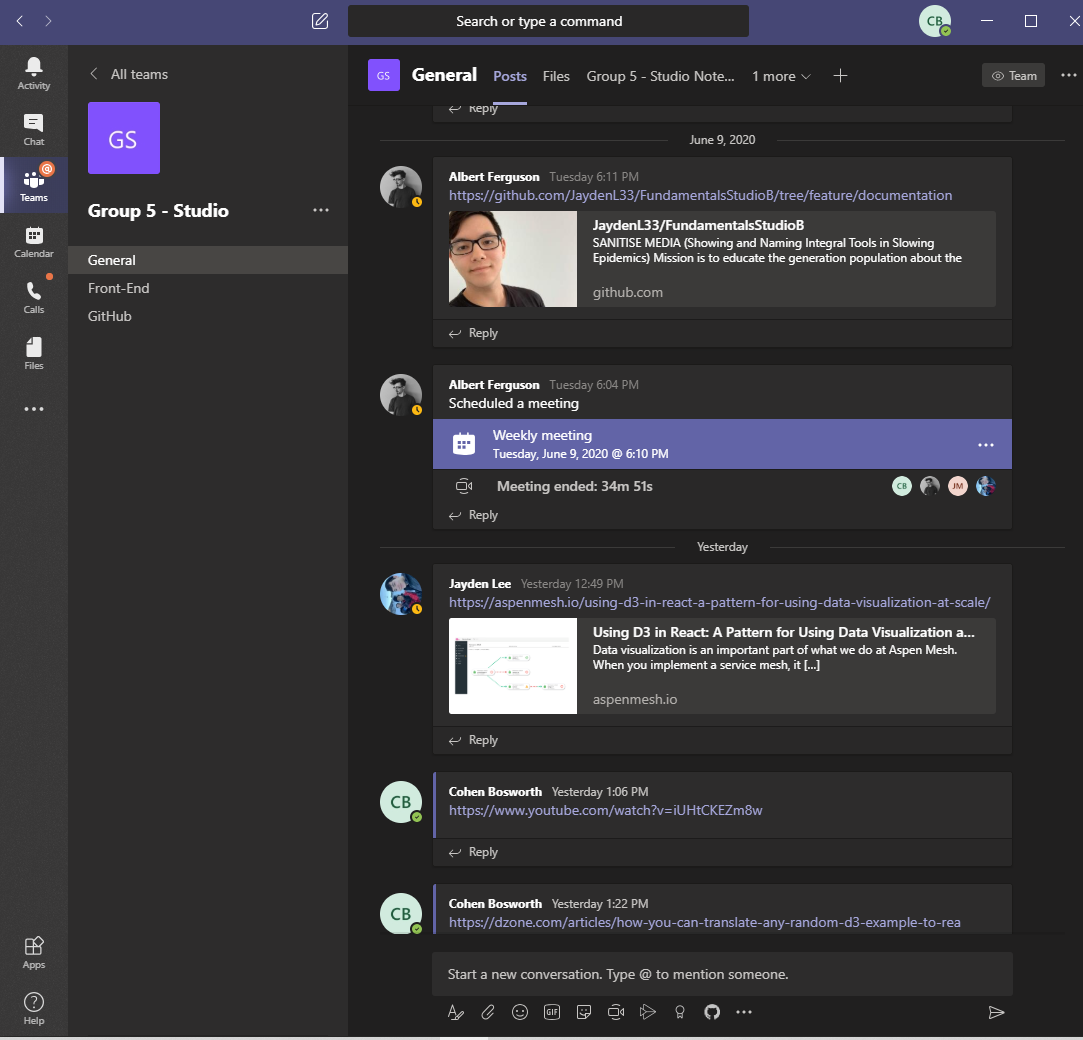 Search or type a command
CB
Activity
Chat
Teams
Calendar
Calls
Files
Apps
Help
All teams
GS
Group 5 - Studio
General
Front-End
GitHub
GS
General
Posts
Files
Group 5 - Studio Note...
1 more
Team
Reply
June 9, 2020
Albert Ferguson Tuesday 6:11 PM
https://github.com/JaydenL33/FundamentalsStudioB/tree/feature/documentation
JaydenL33/FundamentalsStudioB
SANITISE MEDIA (Showing and Naming Integral Tools in Slowing
Epidemics) Mission is to educate the generation population about the
github.com
Reply
Albert Ferguson Tuesday 6:04 PM
Scheduled a meeting
Weekly meeting
Tuesday, June 9, 2020 @ 6:10 PM
Meeting ended: 34m 51s
CB
JM
Reply
Yesterday
Jayden Lee Yesterday 12:49 PM
https://aspenmesh.io/using-d3-in-react-a-pattern-for-using-data-visualization-at-scale/
Using D3 in React: A Pattern for Using Data Visualization a...
Data visualization is an important part of what we do at Aspen Mesh.
When you implement a service mesh, it [...]
aspenmesh.io
Reply
CB
Cohen Bosworth Yesterday 1:06 PM
https://www.youtube.com/watch?v=iUHtCKEZm8w
Reply
CB
Cohen Bosworth Yesterday 1:22 PM
https://dzone.com/articles/how-you-can-translate-any-random-d3-example-to-rea
Start a new conversation. Type @ to mention someone.
GIF